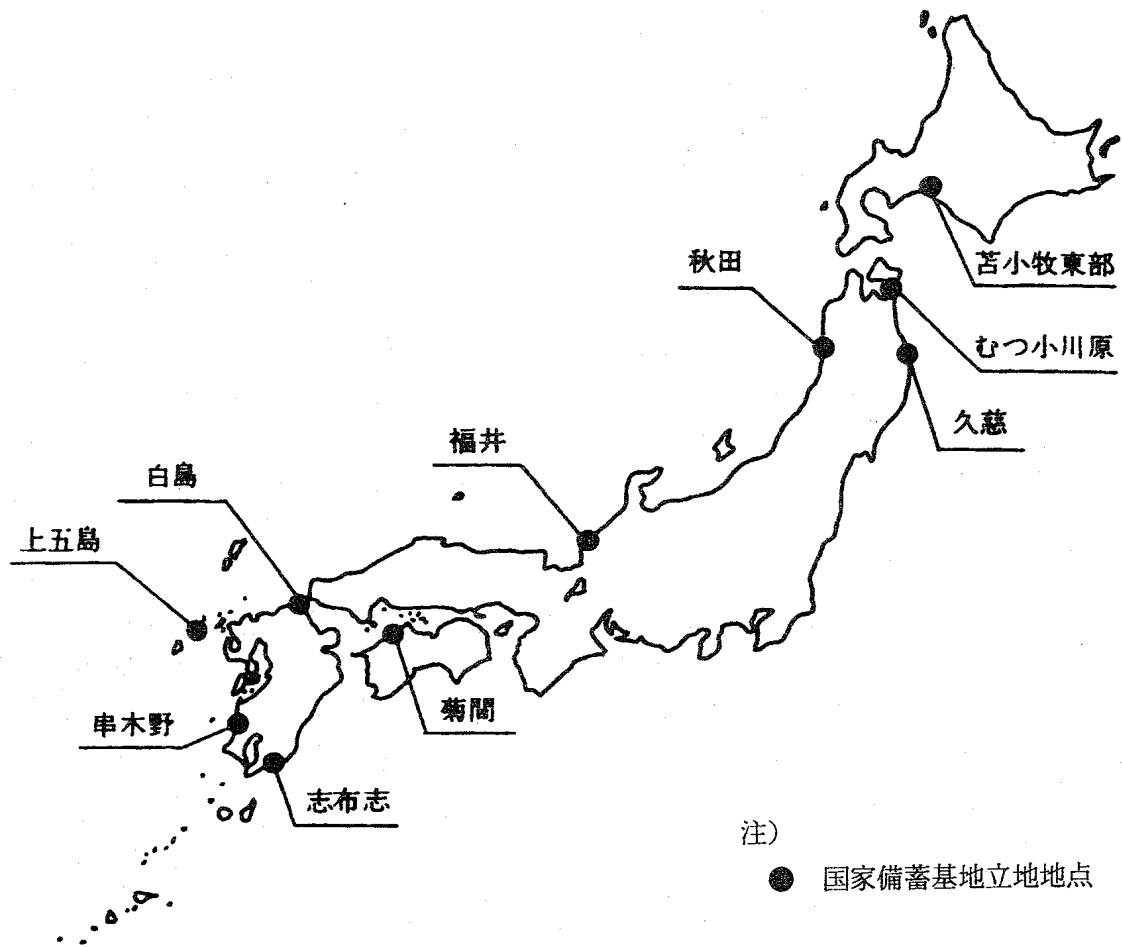 苫小牧東部
秋田
むつ小川原
久慈
福井
白島
上五島
菊間
串木野
志布志
注）
● 国家備蓄基地立地地点